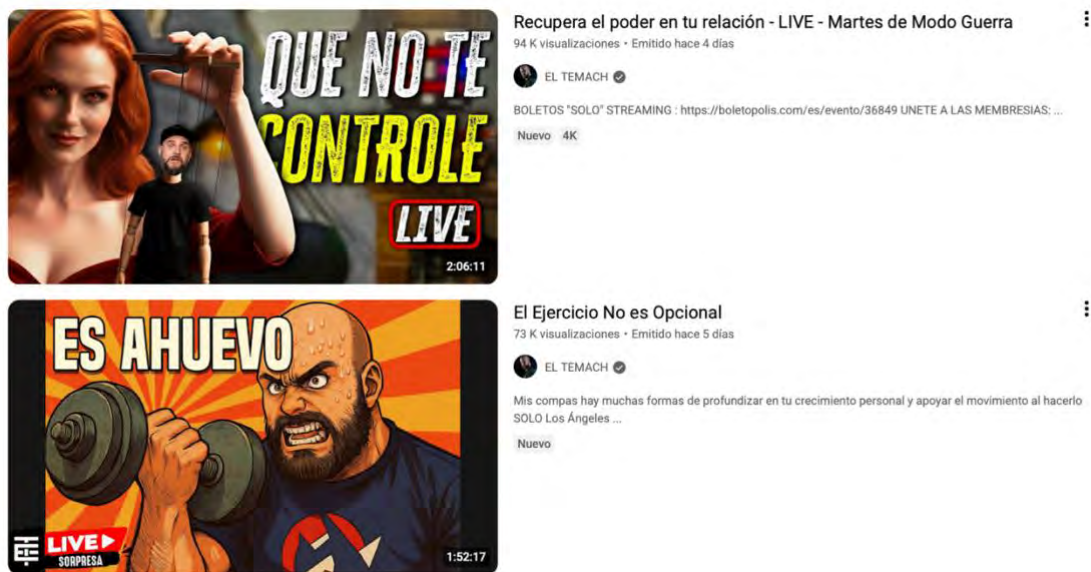 QUE NO TE
CONTROLE
LIVE
2:06:11
Recupera el poder en tu relación - LIVE - Martes de Modo Guerra
94 K visualizaciones • Emitido hace 4 días
EL TEMACH
BOLETOS "SOLO" STREAMING : https://boletopolis.com/es/evento/36849 UNETE A LAS MEMBRESIAS: ...
Nuevo 4K
ES AHUEVO
LIVE
SORPRESA
1:52:17
El Ejercicio No es Opcional
73 K visualizaciones • Emitido hace 5 días
EL TEMACH
Mis compas hay muchas formas de profundizar en tu crecimiento personal y apoyar el movimiento al hacerlo
SOLO Los Ángeles ...
Nuevo